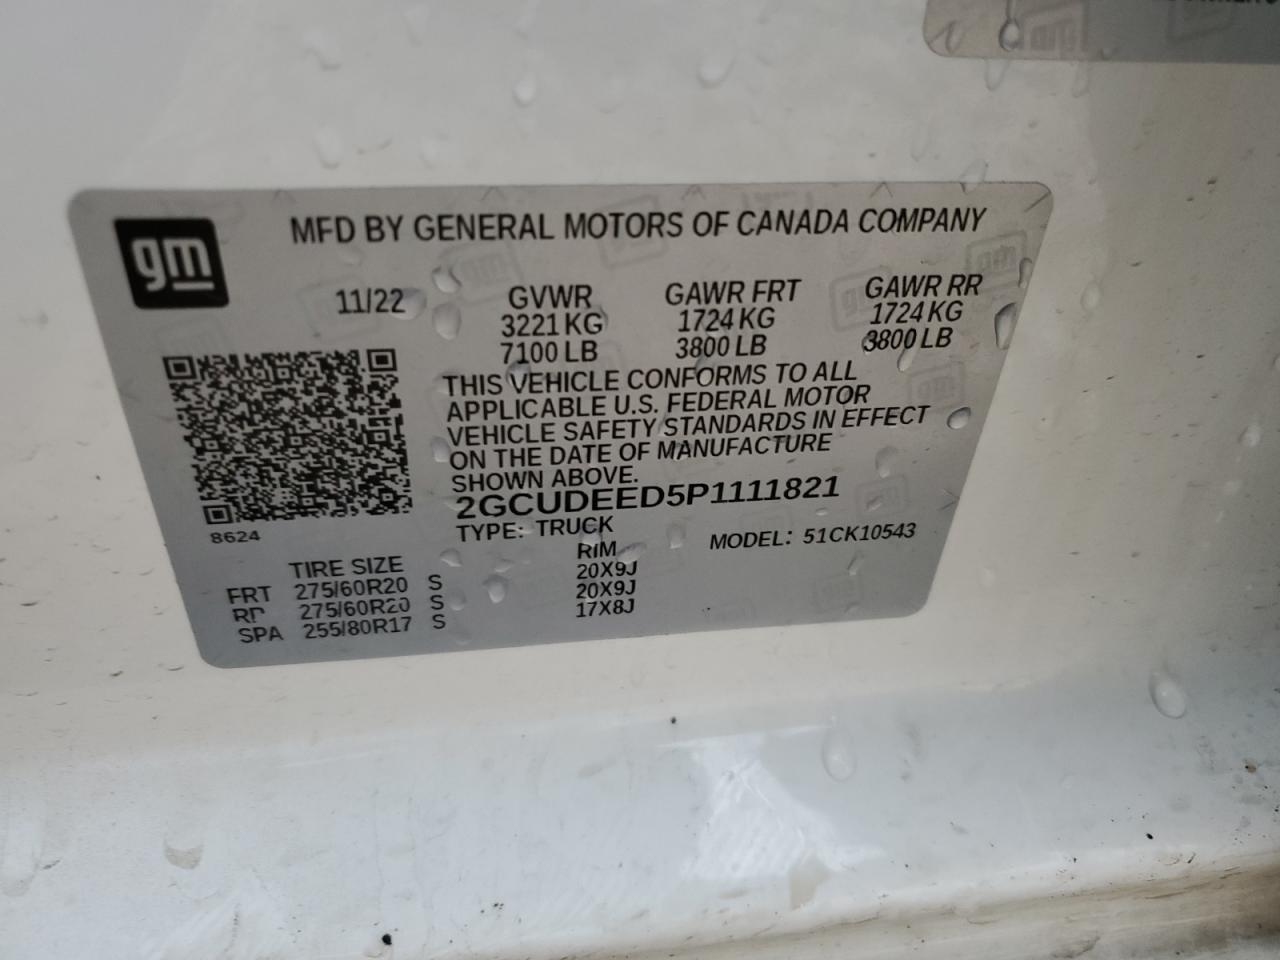 gm
MFD BY GENERAL MOTORS OF CANADA COMPANY
11/22 GVWR GAWR FRT GAWR RR
3221 KG 1724 KG 1724 KG
7100 LB 3800 LB 3800 LB
THIS VEHICLE CONFORMS TO ALL
APPLICABLE U.S. FEDERAL MOTOR
VEHICLE SAFETY STANDARDS IN EFFECT
ON THE DATE OF MANUFACTURE
SHOWN ABOVE.
2GCUDEED5P1111821
8624
TYPE: TRUCK MODEL: 51CK10543
TIRE SIZE RIM
FRT 275/60R20 S 20X9J
RR 275/60R20 S 20X9J
SPA 255/80R17 S 17X8J